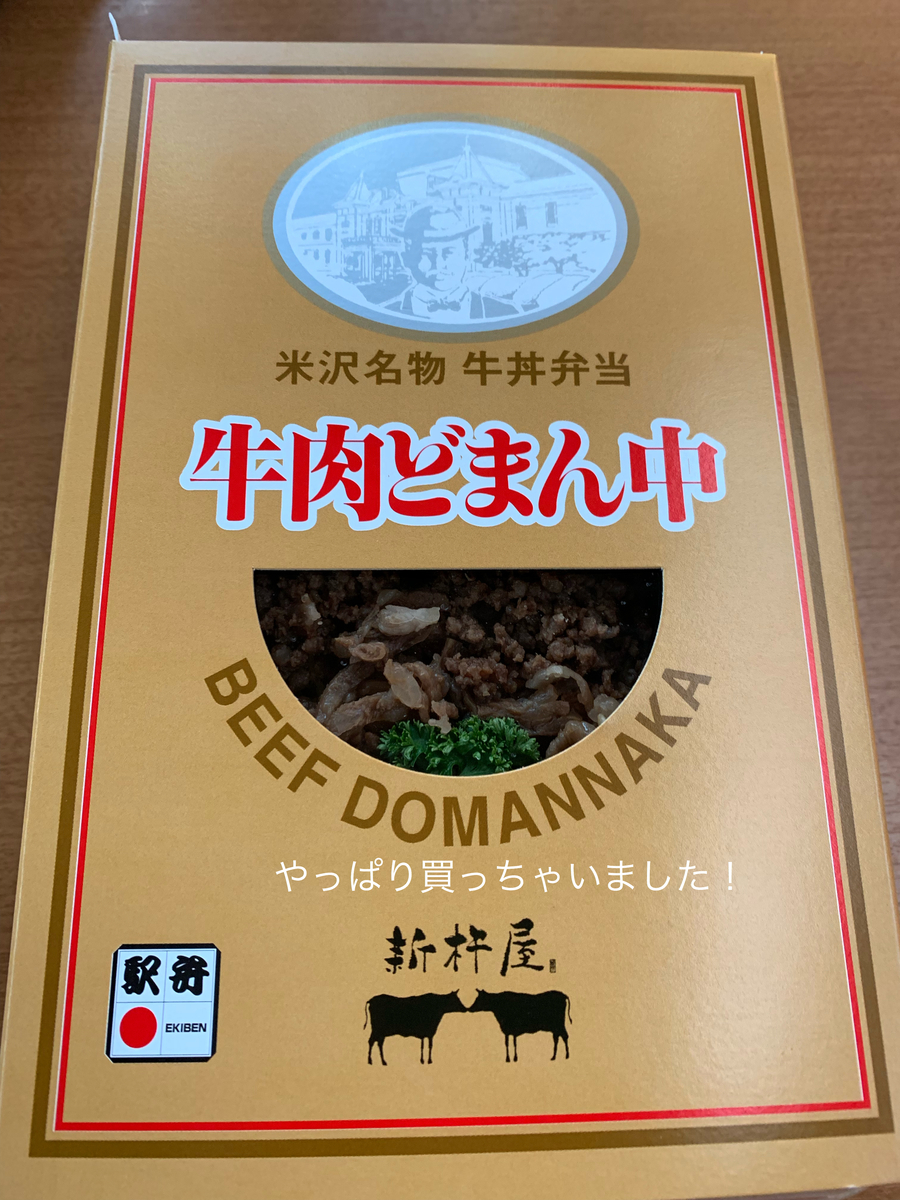 米沢名物 牛丼弁当
牛肉どまん中
BEEF DOMANNAKA
やっぱり買っちゃいました！
新杵屋
駅弁
EKIBEN